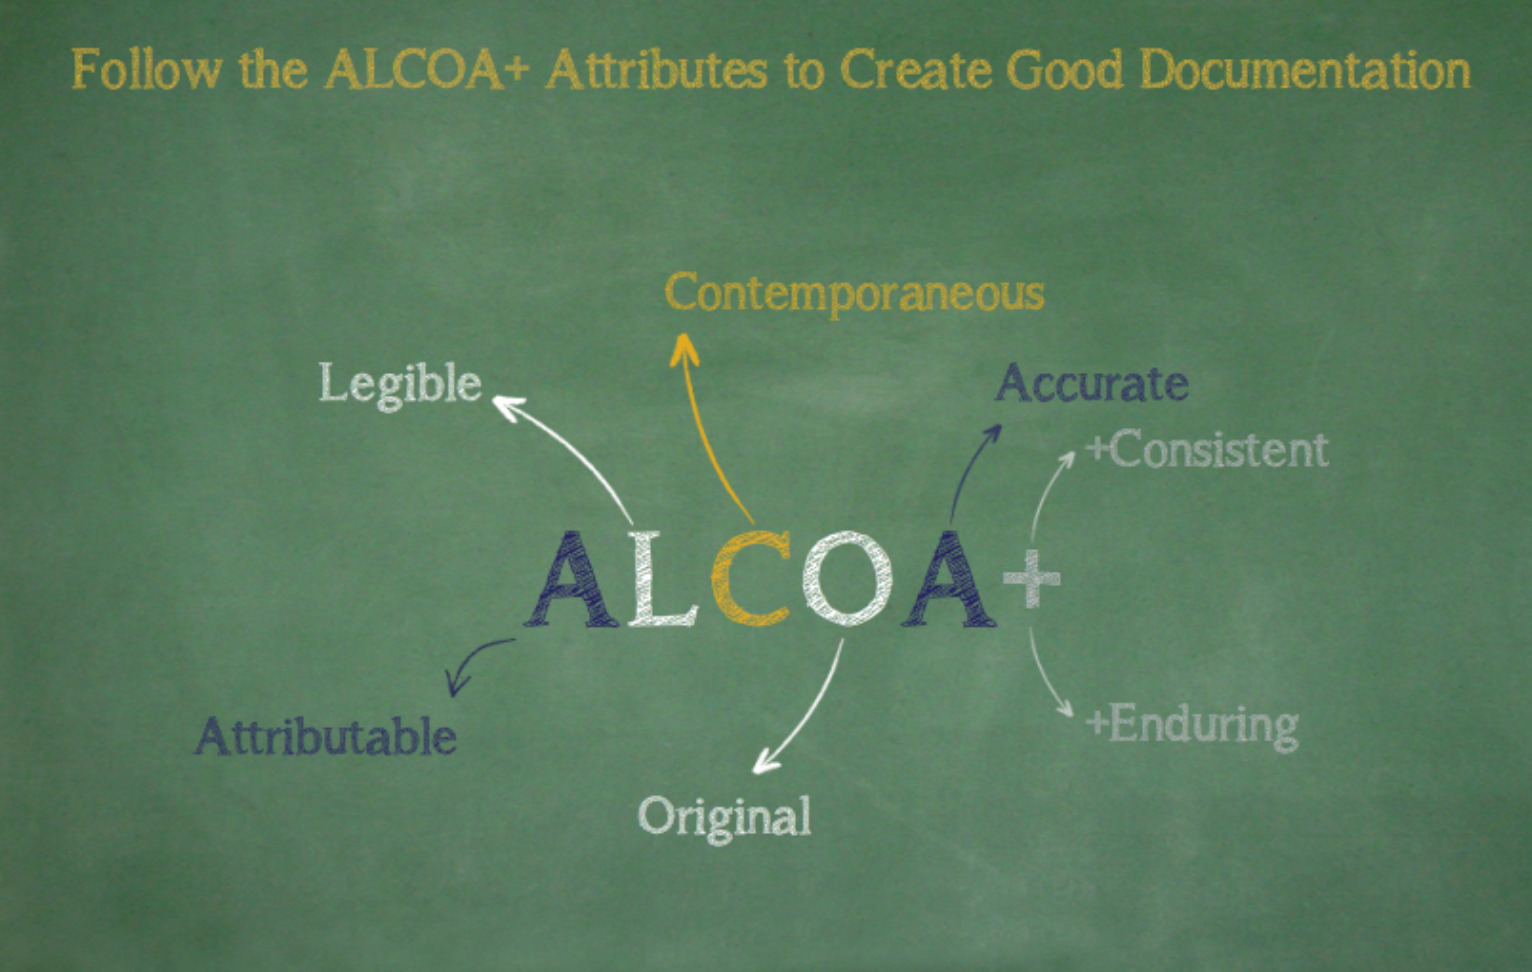 Follow the ALCOA+ Attributes to Create Good Documentation
Contemporaneous
Legible
Accurate
+Consistent
ALCOA+
+Enduring
Attributable
Original